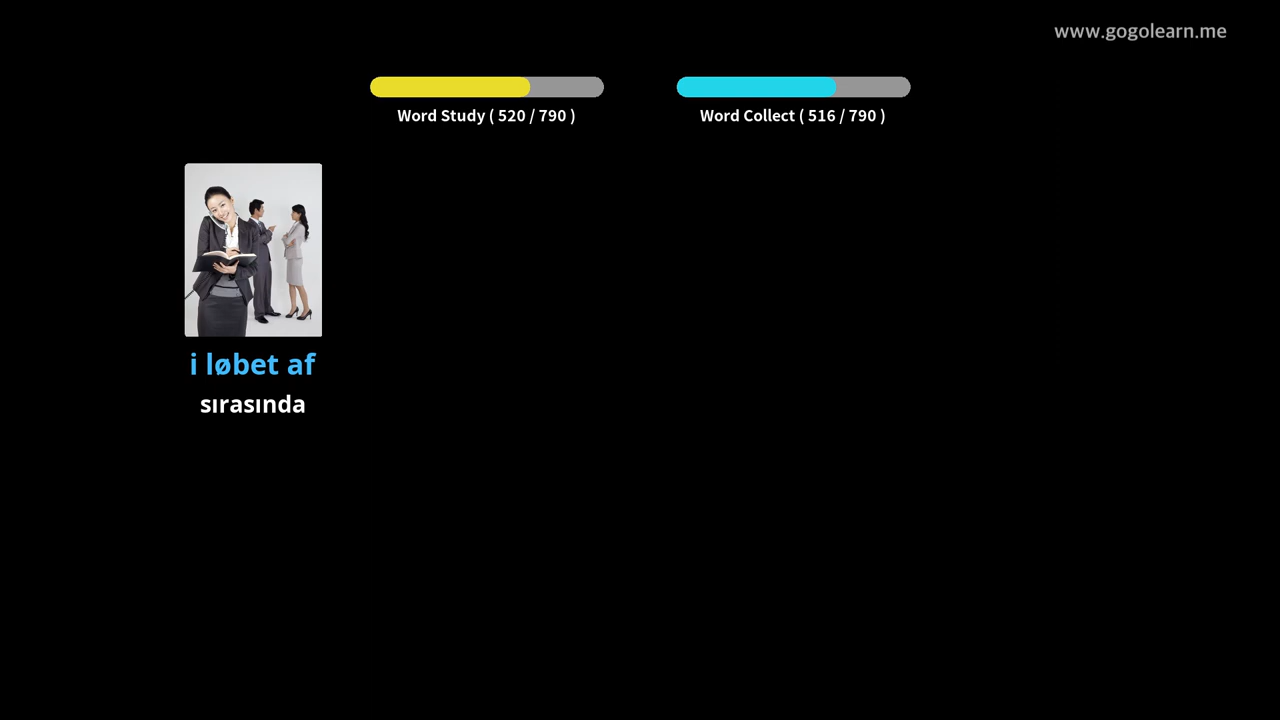 www.gogolearn.me
Word Study ( 520 / 790 )
Word Collect ( 516 / 790 )
i løbet af
sırasında